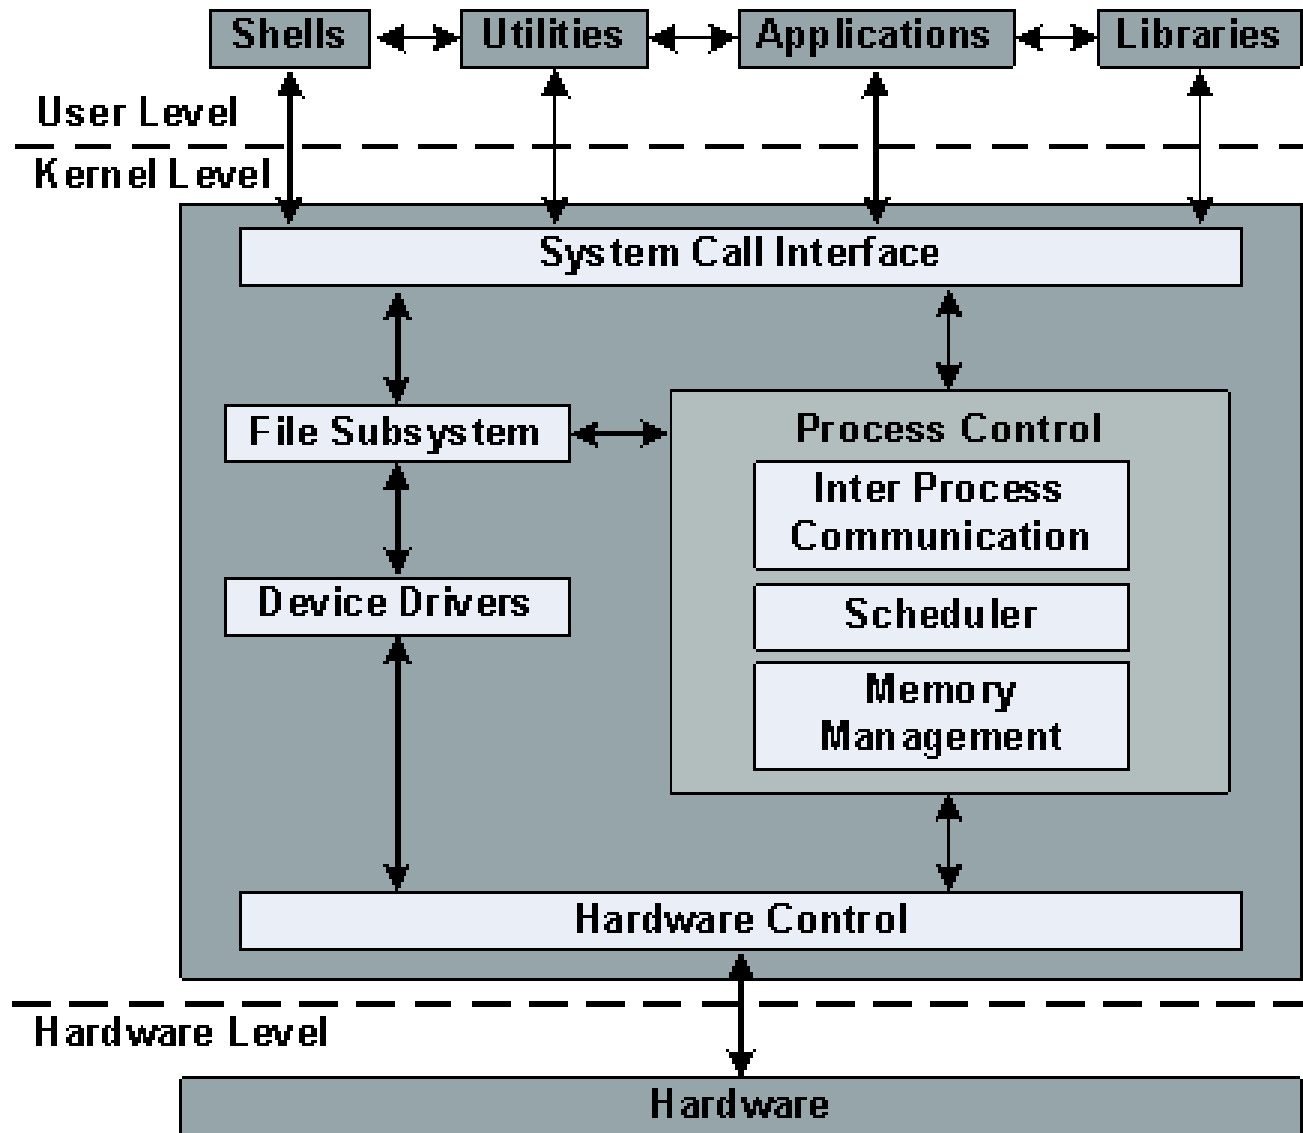 Shells
Utilities
Applications
Libraries
User Level
Kernel Level
System Call Interface
File Subsystem
Process Control
Inter Process
Communication
Device Drivers
Scheduler
Memory
Management
Hardware Control
Hardware Level
Hardware